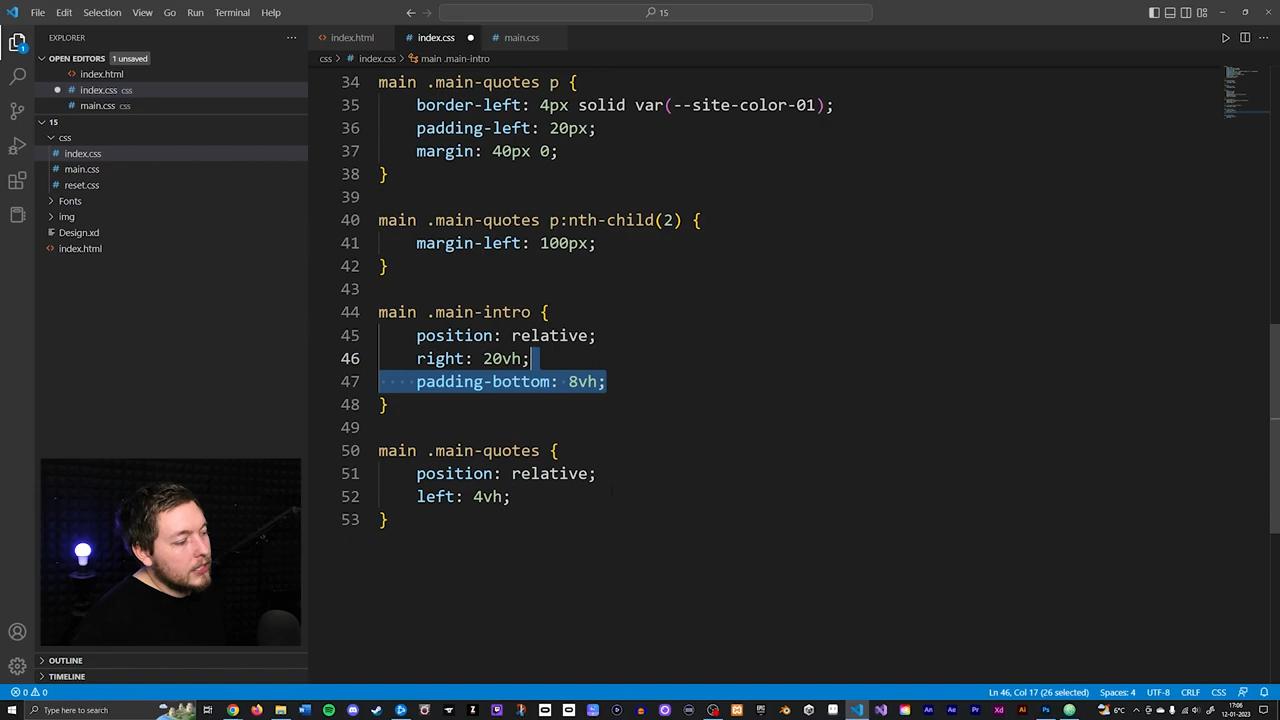 File Edit Selection View Go Run Terminal Help
15
EXPLORER
index.html
index.css
main.css
OPEN EDITORS 1 unsaved
css > index.css > main .main-intro
index.html
index.css css
main.css css
15
css
index.css
main.css
reset.css
Fonts
img
Design.xd
index.html
34 main .main-quotes p {
35 border-left: 4px solid var(--site-color-01);
36 padding-left: 20px;
37 margin: 40px 0;
38 }
39
40 main .main-quotes p:nth-child(2) {
41 margin-left: 100px;
42 }
43
44 main .main-intro {
45 position: relative;
46 right: 20vh;
47 padding-bottom: 8vh;
48 }
49
50 main .main-quotes {
51 position: relative;
52 left: 4vh;
53 }
OUTLINE
TIMELINE
0 0
Ln 46, Col 17 (26 selected) Spaces: 4 UTF-8 CRLF CSS
Type here to search
6°C
17:06
12-01-2023